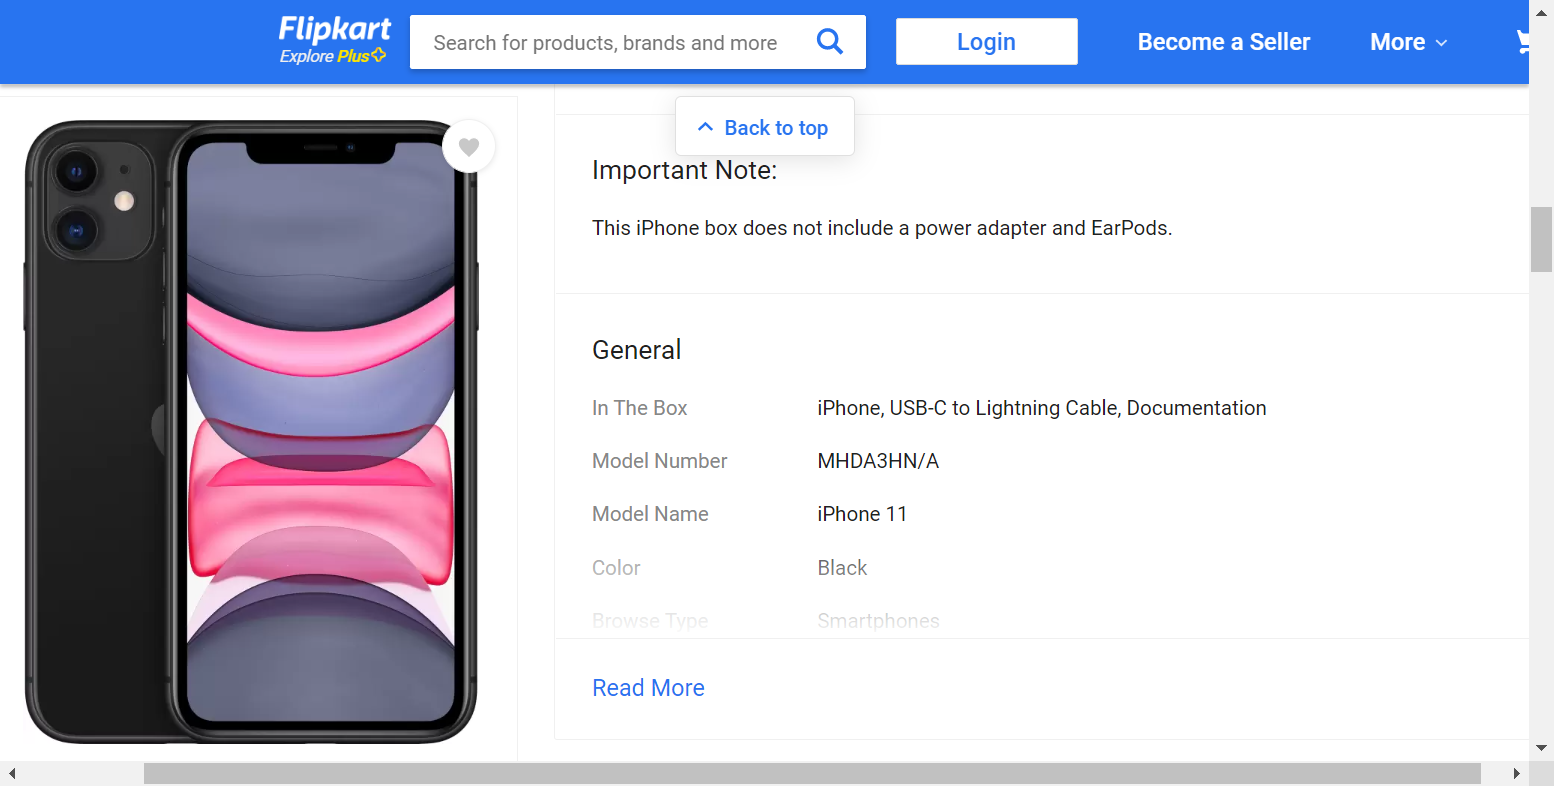 Flipkart
Explore Plus
Search for products, brands and more
Login
Become a Seller
More
Back to top
Important Note:
This iPhone box does not include a power adapter and EarPods.
General
In The Box iPhone, USB-C to Lightning Cable, Documentation
Model Number MHDA3HN/A
Model Name iPhone 11
Color Black
Browse Type Smartphones
Read More